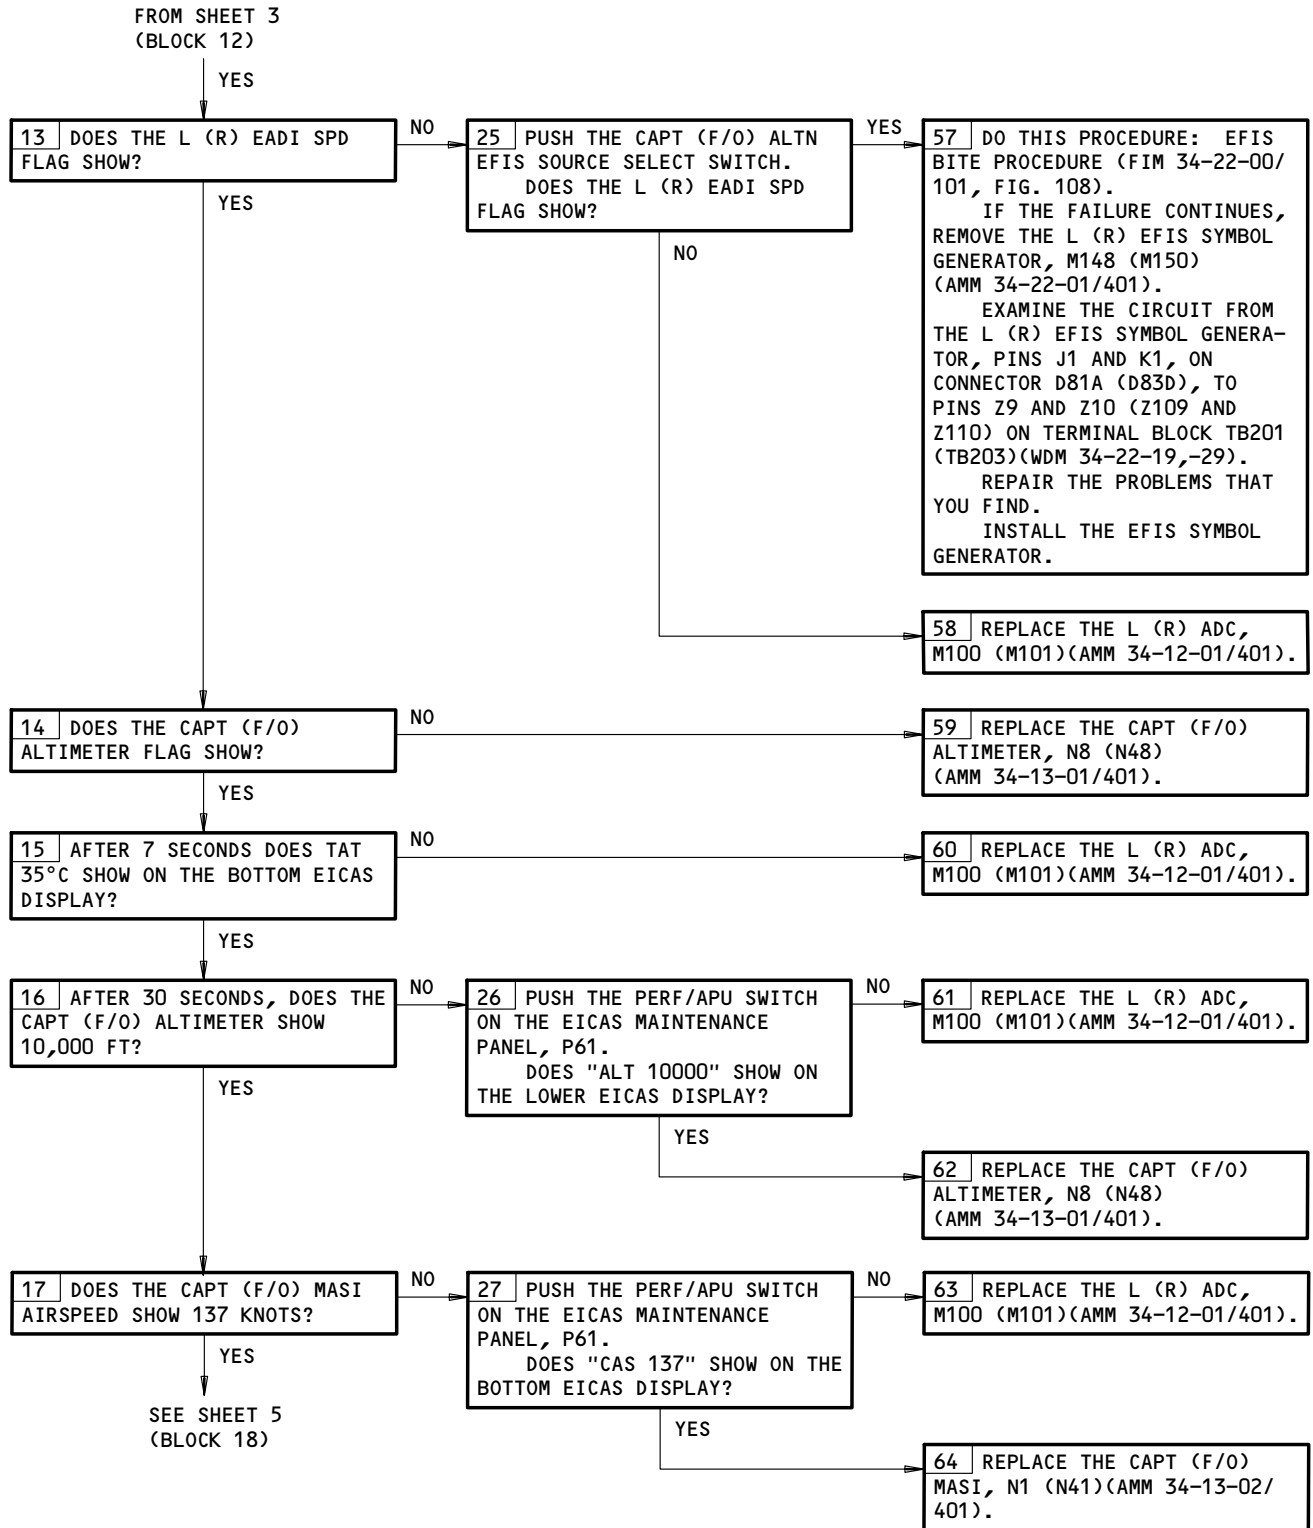 FROM SHEET 3
(BLOCK 12)
YES
13 DOES THE L (R) EADI SPD
FLAG SHOW?
NO
YES
25 PUSH THE CAPT (F/O) ALTN
EFIS SOURCE SELECT SWITCH.
DOES THE L (R) EADI SPD
FLAG SHOW?
YES
NO
57 DO THIS PROCEDURE: EFIS
BITE PROCEDURE (FIM 34-22-00/
101, FIG. 108).
IF THE FAILURE CONTINUES,
REMOVE THE L (R) EFIS SYMBOL
GENERATOR, M148 (M150)
(AMM 34-22-01/401).
EXAMINE THE CIRCUIT FROM
THE L (R) EFIS SYMBOL GENERA-
TOR, PINS J1 AND K1, ON
CONNECTOR D81A (D83D), TO
PINS Z9 AND Z10 (Z109 AND
Z110) ON TERMINAL BLOCK TB201
(TB203)(WDM 34-22-19,-29).
REPAIR THE PROBLEMS THAT
YOU FIND.
INSTALL THE EFIS SYMBOL
GENERATOR.
58 REPLACE THE L (R) ADC,
M100 (M101)(AMM 34-12-01/401).
14 DOES THE CAPT (F/O)
ALTIMETER FLAG SHOW?
NO
YES
59 REPLACE THE CAPT (F/O)
ALTIMETER, N8 (N48)
(AMM 34-13-01/401).
15 AFTER 7 SECONDS DOES TAT
35°C SHOW ON THE BOTTOM EICAS
DISPLAY?
NO
YES
60 REPLACE THE L (R) ADC,
M100 (M101)(AMM 34-12-01/401).
16 AFTER 30 SECONDS, DOES THE
CAPT (F/O) ALTIMETER SHOW
10,000 FT?
NO
YES
26 PUSH THE PERF/APU SWITCH
ON THE EICAS MAINTENANCE
PANEL, P61.
DOES "ALT 10000" SHOW ON
THE LOWER EICAS DISPLAY?
NO
YES
61 REPLACE THE L (R) ADC,
M100 (M101)(AMM 34-12-01/401).
62 REPLACE THE CAPT (F/O)
ALTIMETER, N8 (N48)
(AMM 34-13-01/401).
17 DOES THE CAPT (F/O) MASI
AIRSPEED SHOW 137 KNOTS?
NO
YES
SEE SHEET 5
(BLOCK 18)
27 PUSH THE PERF/APU SWITCH
ON THE EICAS MAINTENANCE
PANEL, P61.
DOES "CAS 137" SHOW ON THE
BOTTOM EICAS DISPLAY?
NO
YES
63 REPLACE THE L (R) ADC,
M100 (M101)(AMM 34-12-01/401).
64 REPLACE THE CAPT (F/O)
MASI, N1 (N41)(AMM 34-13-02/
401).